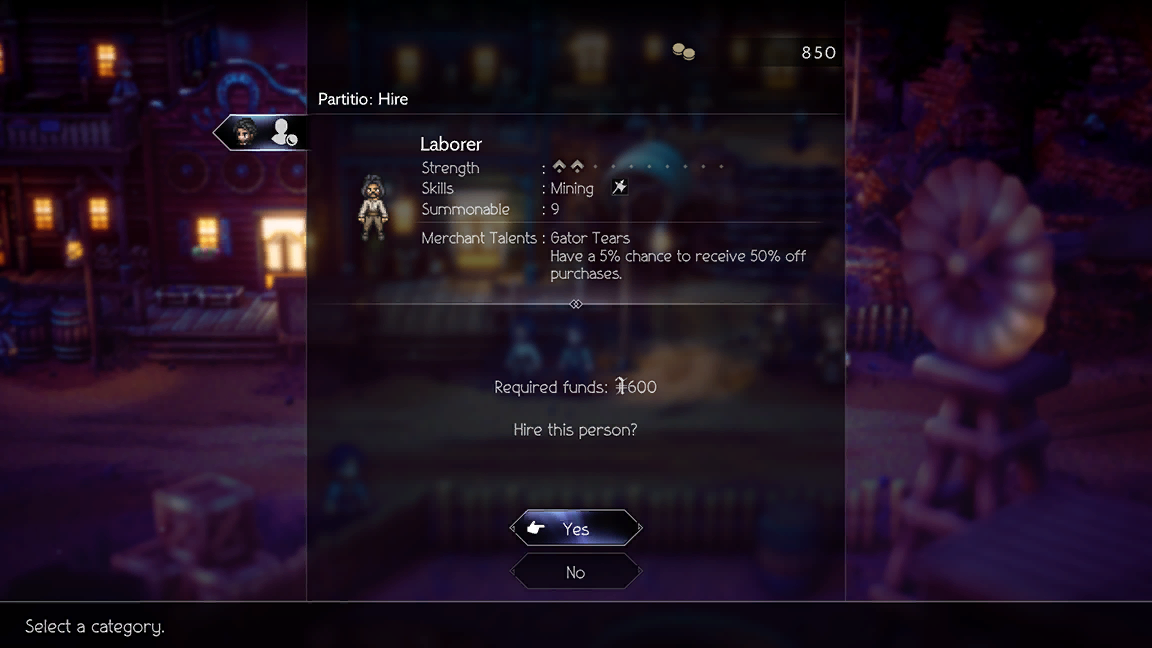 850
Partitio: Hire
Laborer
Strength :
Skills : Mining
Summonable : 9
Merchant Talents : Gator Tears
Have a 5% chance to receive 50% off
purchases.
Required funds: 600
Hire this person?
Yes
No
Select a category.